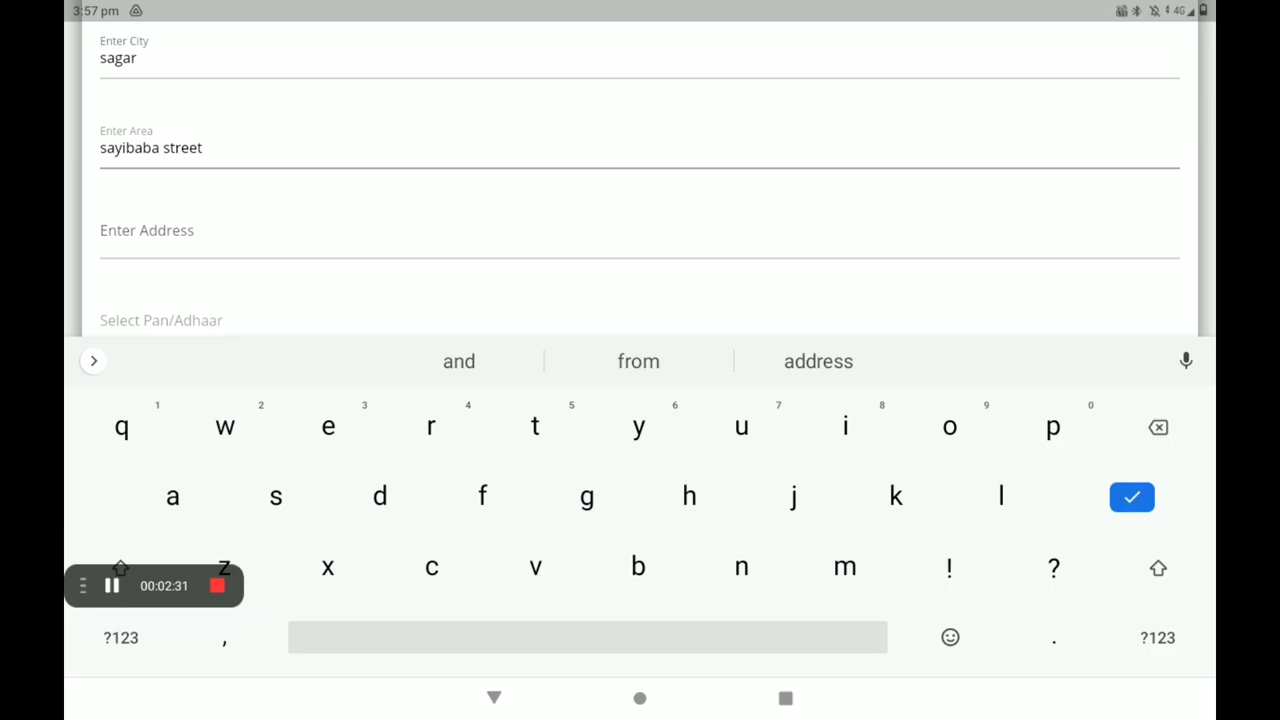 3:57 pm 4G
Enter City
sagar
Enter Area
sayibaba street
Enter Address
Select Pan/Adhaar
and from address
1 2 3 4 5 6 7 8 9 0
q w e r t y u i o p
a s d f g h j k l
z x c v b n m ! ?
00:02:31
?123 , . ?123